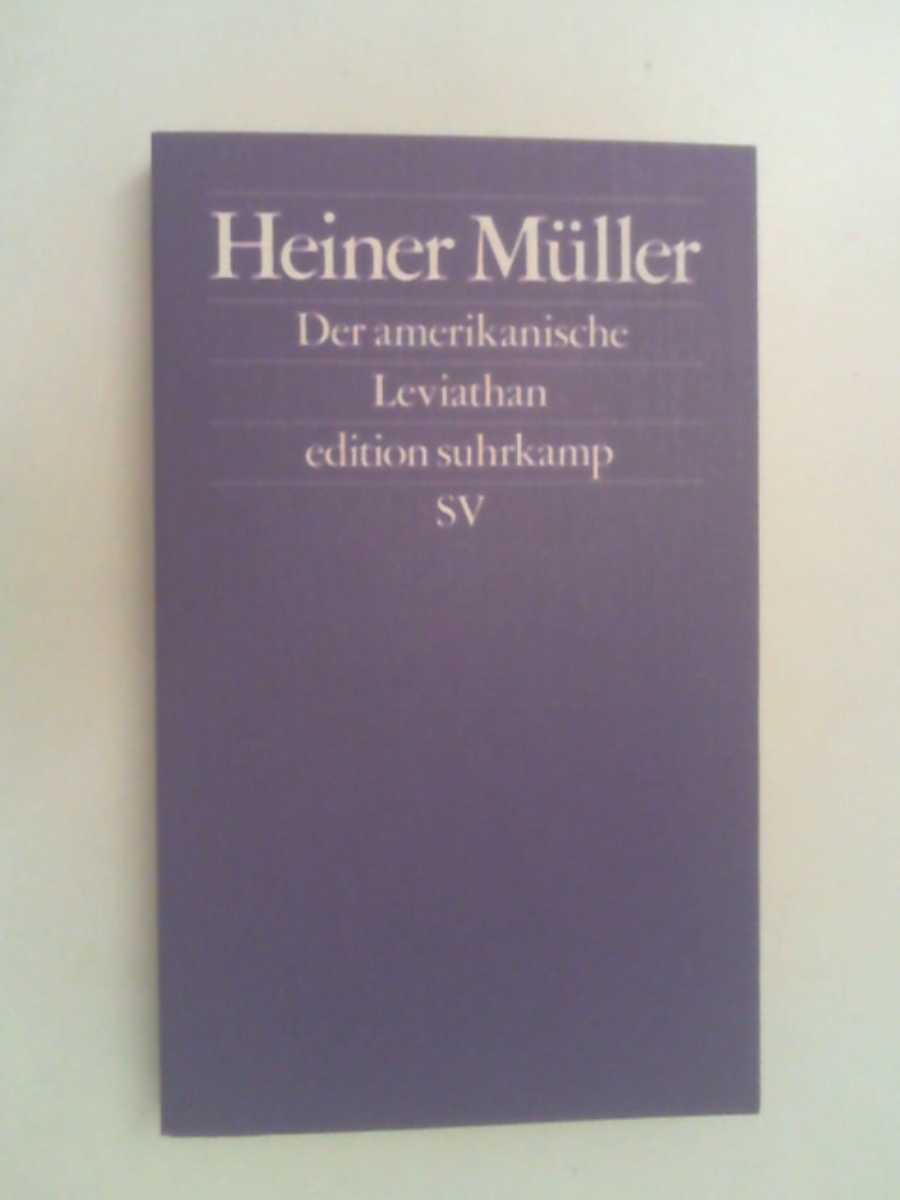 Heiner Müller
Der amerikanische
Leviathan
edition suhrkamp
SV